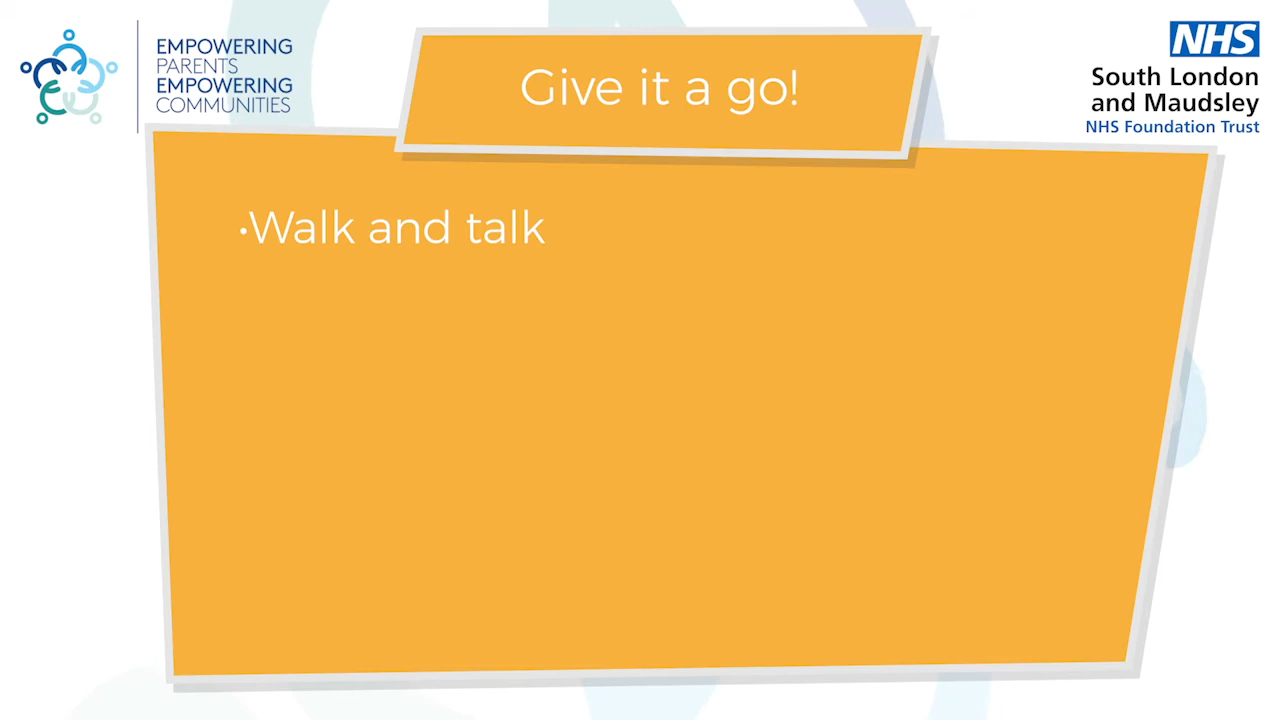 EMPOWERING
PARENTS
EMPOWERING
COMMUNITIES
Give it a go!
NHS
South London
and Maudsley
NHS Foundation Trust
•Walk and talk